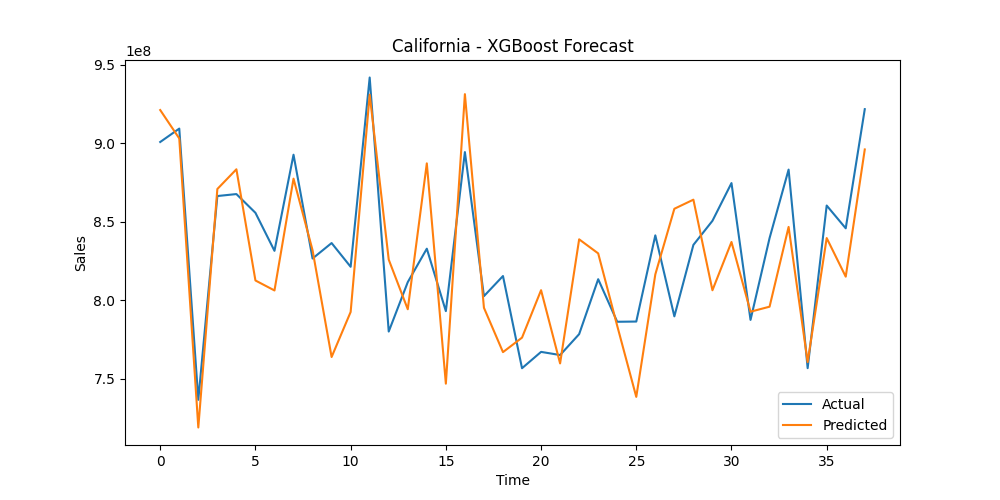 California - XGBoost Forecast
1e8
9.5
9.0
8.5
8.0
7.5
Sales
0 5 10 15 20 25 30 35
Time
Actual
Predicted